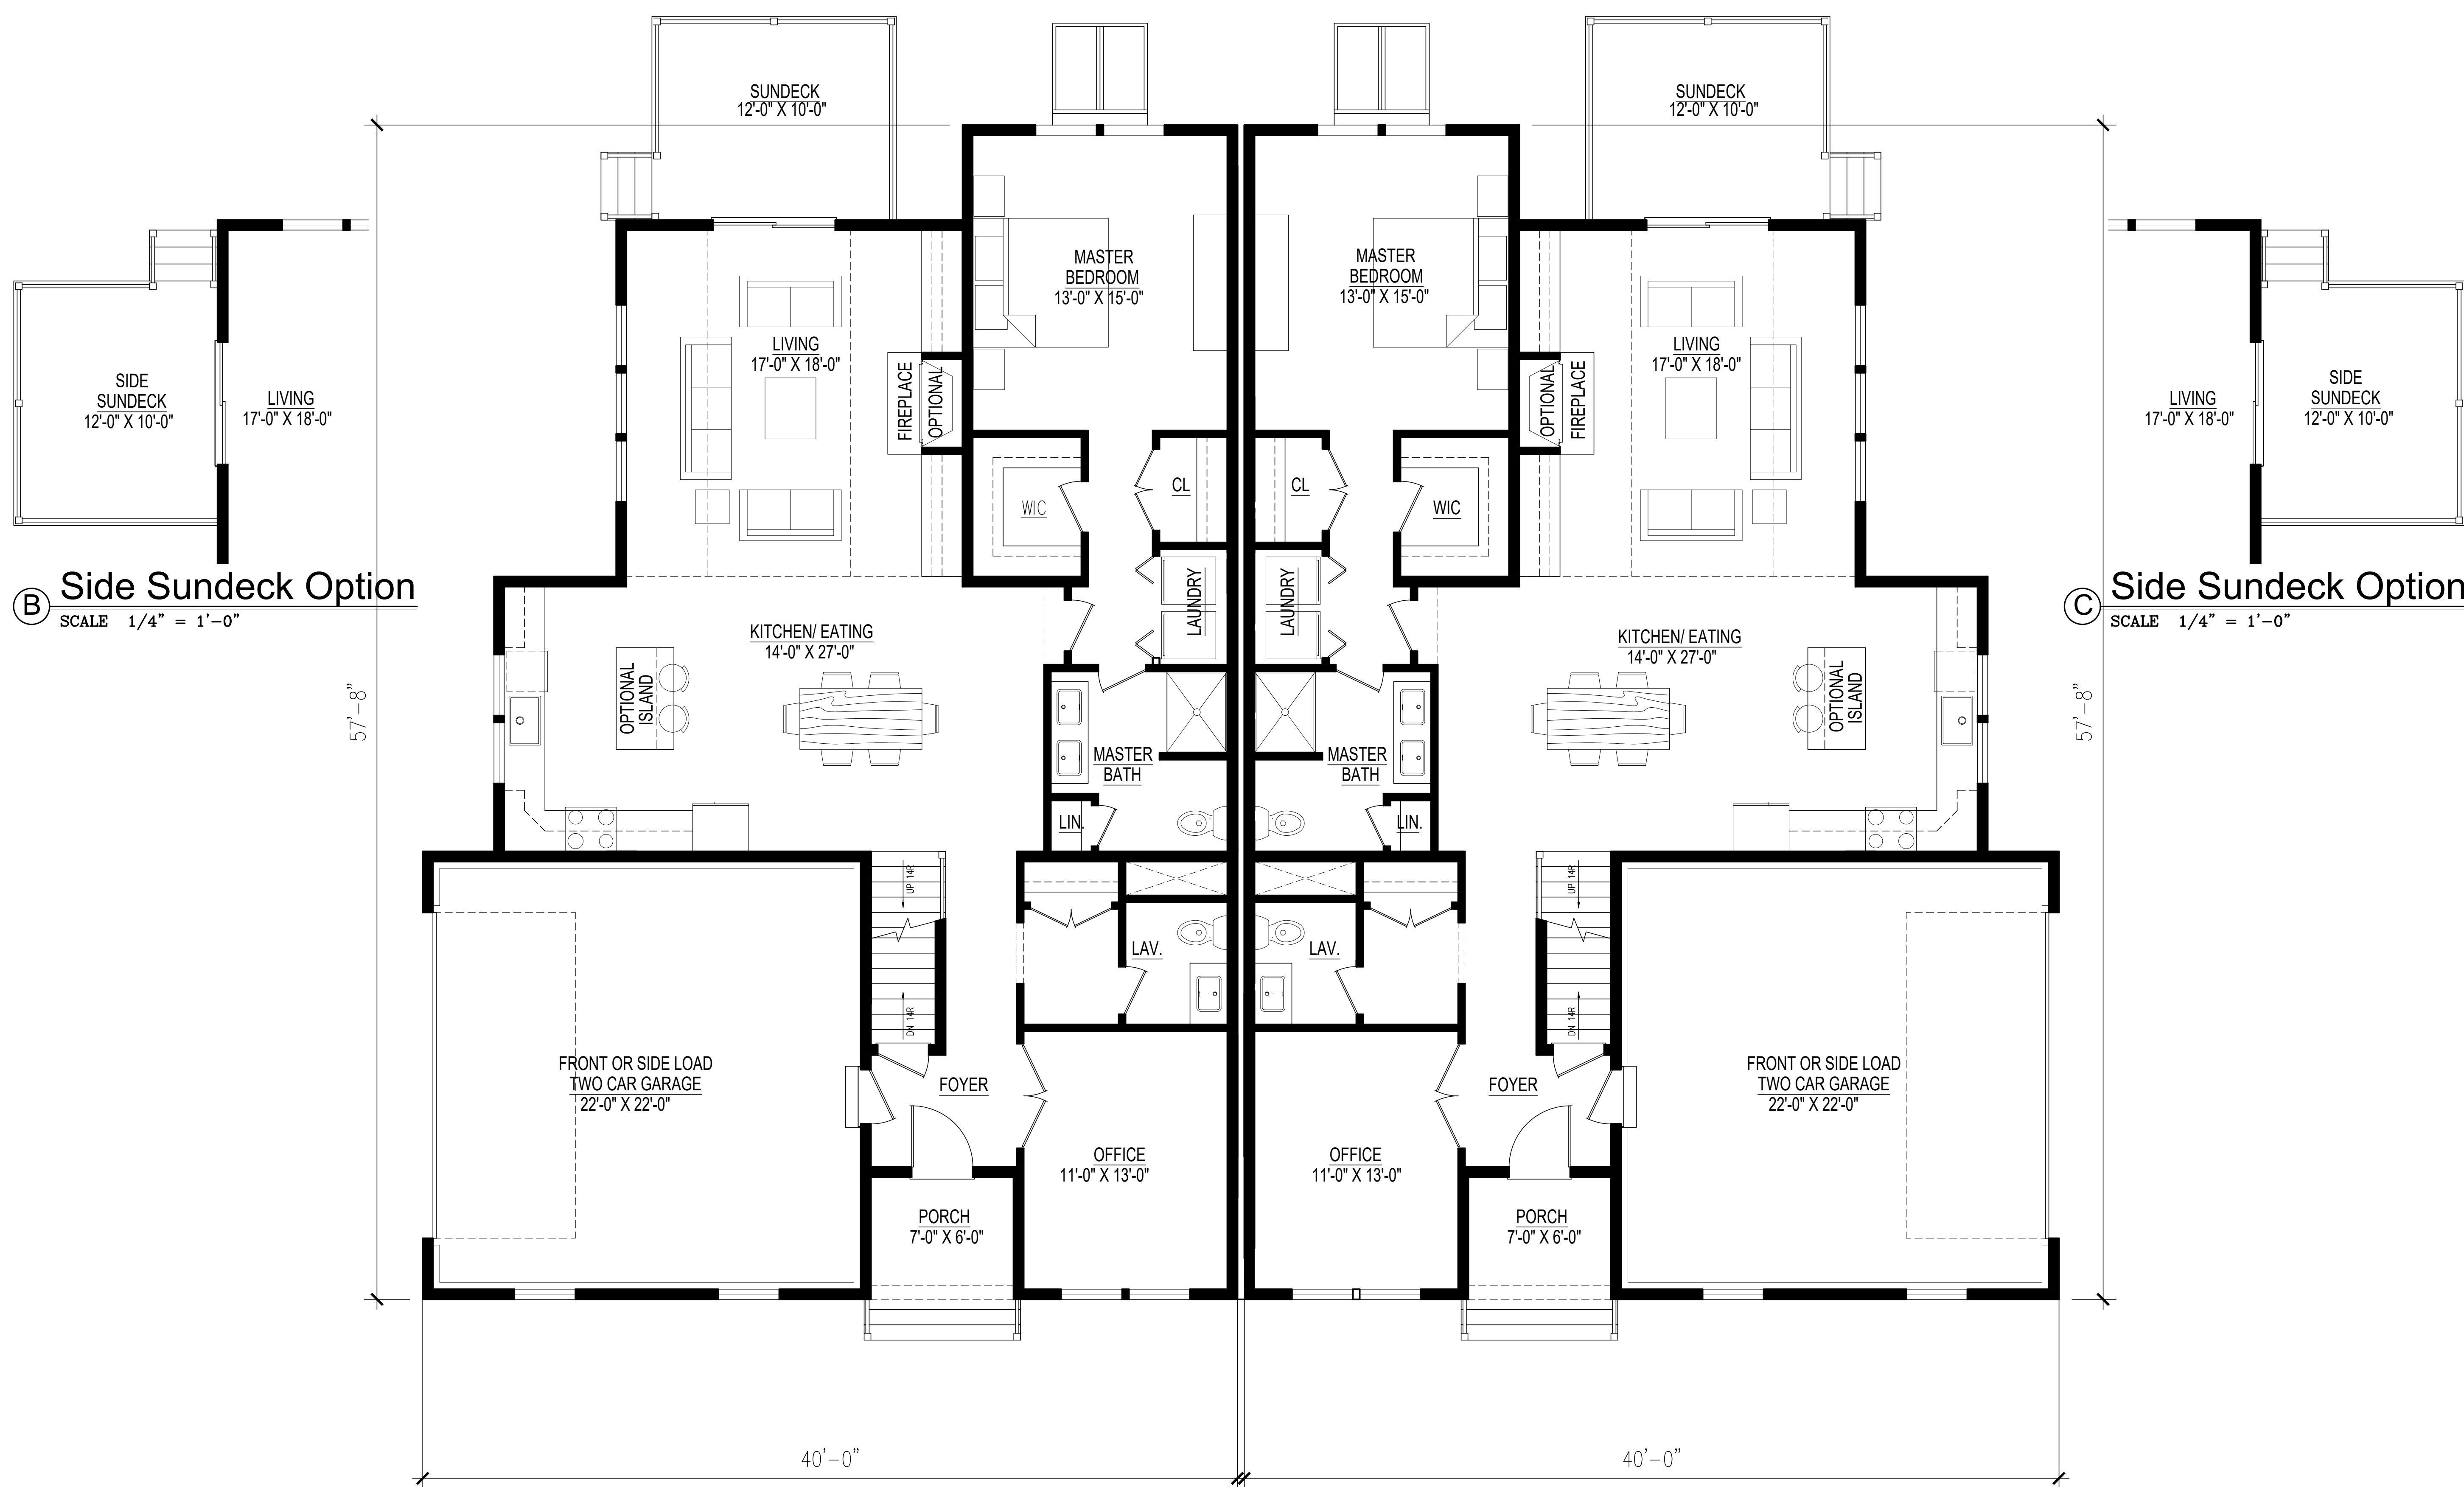 SUNDECK
12'-0" X 10'-0"
SUNDECK
12'-0" X 10'-0"
MASTER
BEDROOM
13'-0" X 15'-0"
MASTER
BEDROOM
13'-0" X 15'-0"
LIVING
17'-0" X 18'-0"
FIREPLACE
OPTIONAL
OPTIONAL
FIREPLACE
LIVING
17'-0" X 18'-0"
SIDE
SUNDECK
12'-0" X 10'-0"
LIVING
17'-0" X 18'-0"
LIVING
17'-0" X 18'-0"
SIDE
SUNDECK
12'-0" X 10'-0"
WIC
CL
CL
WIC
B Side Sundeck Option
SCALE 1/4" = 1'-0"
C Side Sundeck Option
SCALE 1/4" = 1'-0"
LAUNDRY
LAUNDRY
KITCHEN/ EATING
14'-0" X 27'-0"
KITCHEN/ EATING
14'-0" X 27'-0"
OPTIONAL
ISLAND
OPTIONAL
ISLAND
57'-8"
57'-8"
MASTER
BATH
MASTER
BATH
LIN.
LIN.
UP 14R
UP 14R
LAV.
LAV.
DN 14R
DN 14R
FRONT OR SIDE LOAD
TWO CAR GARAGE
22'-0" X 22'-0"
FOYER
FOYER
FRONT OR SIDE LOAD
TWO CAR GARAGE
22'-0" X 22'-0"
OFFICE
11'-0" X 13'-0"
OFFICE
11'-0" X 13'-0"
PORCH
7'-0" X 6'-0"
PORCH
7'-0" X 6'-0"
40'-0"
40'-0"